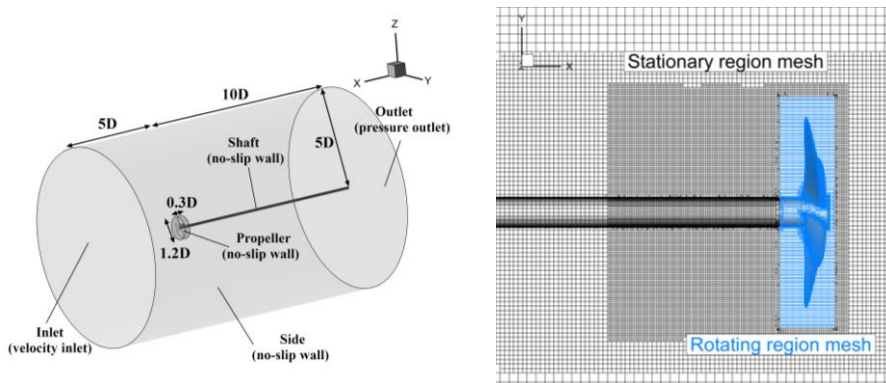 Z
X
Y
5D
10D
5D
Outlet
(pressure outlet)
Shaft
(no-slip wall)
0.3D
1.2D
Propeller
(no-slip wall)
Inlet
(velocity inlet)
Side
(no-slip wall)
Y
Z
X
Stationary region mesh
Rotating region mesh